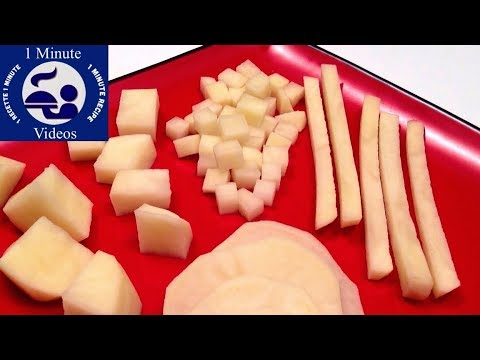 1 Minute
1 RECETTE 1 MINUTE
1 MINUTE RECIPE
Videos